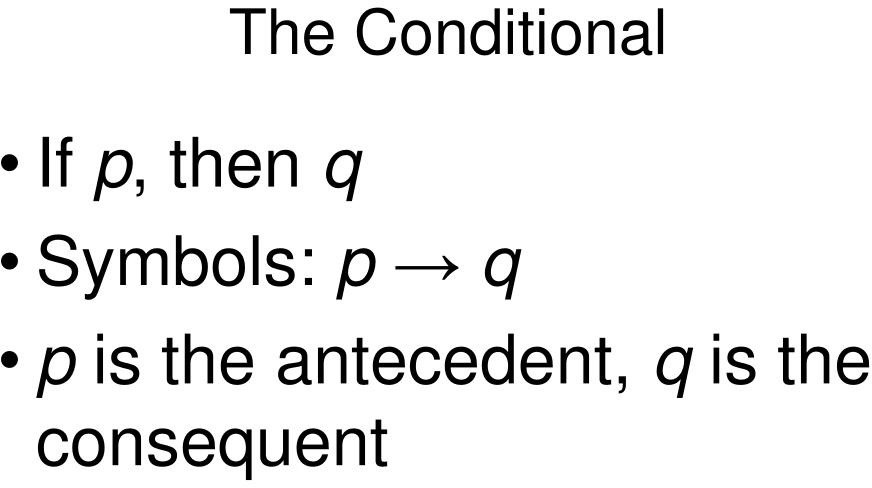 The Conditional
• If p, then q
• Symbols: p → q
• p is the antecedent, q is the
consequent